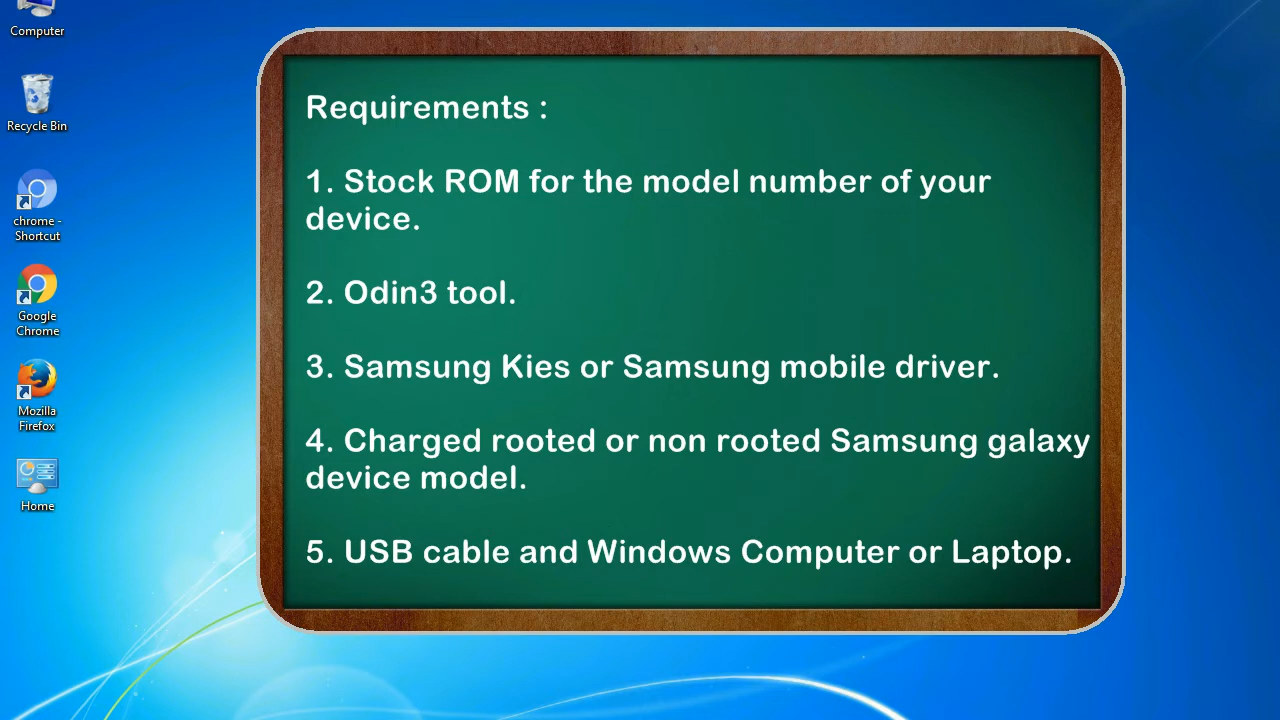 Computer
Recycle Bin
chrome -
Shortcut
Google
Chrome
Mozilla
Firefox
Home
Requirements :
1. Stock ROM for the model number of your
device.
2. Odin3 tool.
3. Samsung Kies or Samsung mobile driver.
4. Charged rooted or non rooted Samsung galaxy
device model.
5. USB cable and Windows Computer or Laptop.